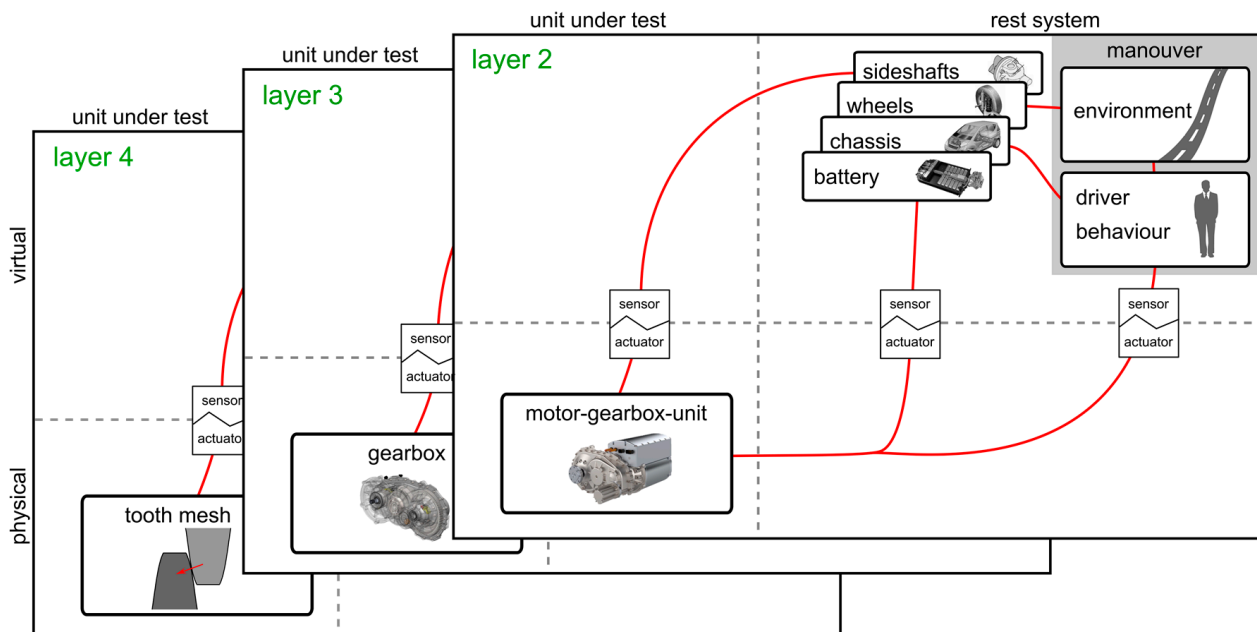 unit under test
rest system
layer 2
sideshafts
wheels
chassis
battery
manouver
environment
driver
behaviour
sensor
actuator
sensor
actuator
sensor
actuator
motor-gearbox-unit
unit under test
layer 3
sensor
actuator
gearbox
unit under test
layer 4
sensor
actuator
tooth mesh
virtual
physical